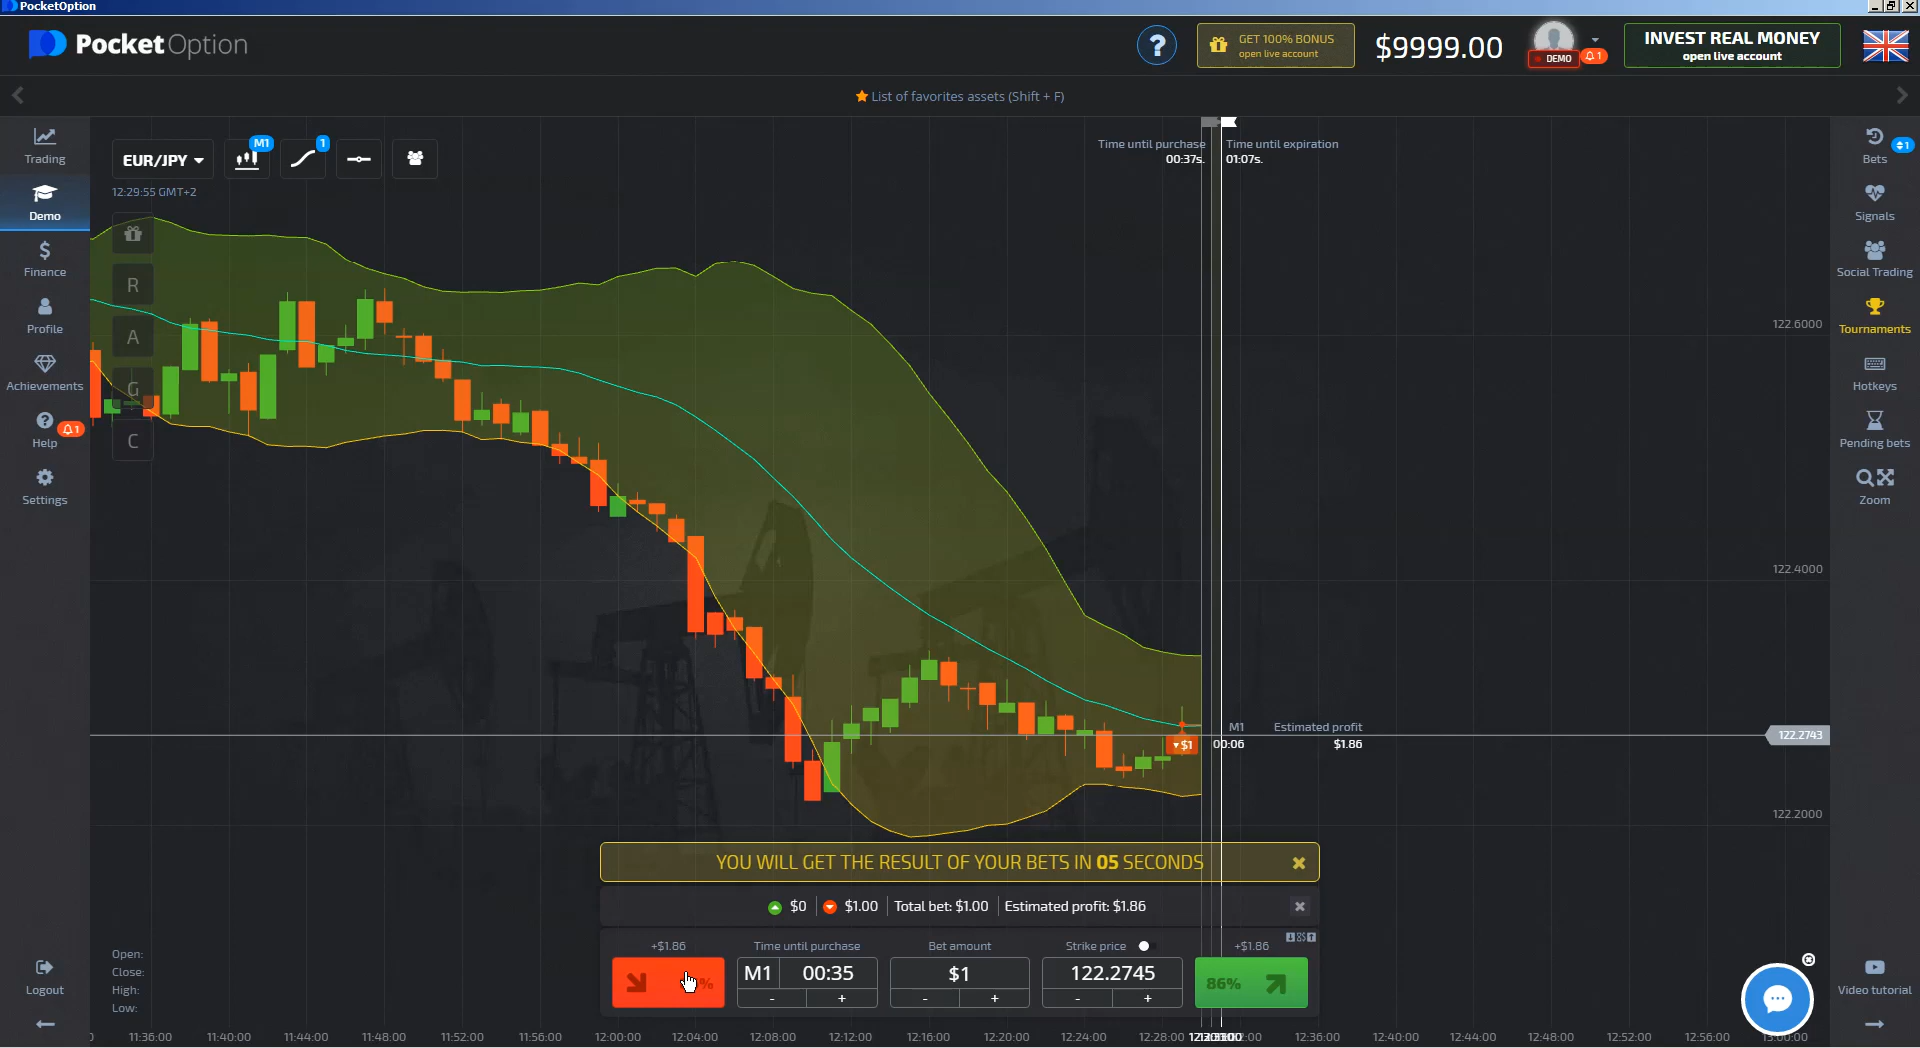 PocketOption
PocketOption
?
GET 100% BONUS
open live account
$9999.00
DEMO
1
INVEST REAL MONEY
open live account
List of favorites assets (Shift + F)
Trading
Demo
Finance
Profile
Achievements
Help
1
Settings
Logout
EUR/JPY
M1
1
12:29:55 GMT+2
R
A
G
C
Time until purchase
00:37s.
Time until expiration
01:07s.
Bets
1
Signals
Social Trading
Tournaments
Hotkeys
Pending bets
Zoom
Video tutorial
122.6000
122.4000
122.2743
122.2000
$1
M1
00:06
Estimated profit
$1.86
YOU WILL GET THE RESULT OF YOUR BETS IN 05 SECONDS
$0 $1.00 Total bet: $1.00 Estimated profit: $1.86
+$1.86
%
Time until purchase
M1 00:35
- +
Bet amount
$1
- +
Strike price
122.2745
- +
+$1.86
86%
Open:
Close:
High:
Low:
11:36:00 11:40:00 11:44:00 11:48:00 11:52:00 11:56:00 12:00:00 12:04:00 12:08:00 12:12:00 12:16:00 12:20:00 12:24:00 12:28:00 12:36:00 12:40:00 12:44:00 12:48:00 12:52:00 12:56:00 13:00:00